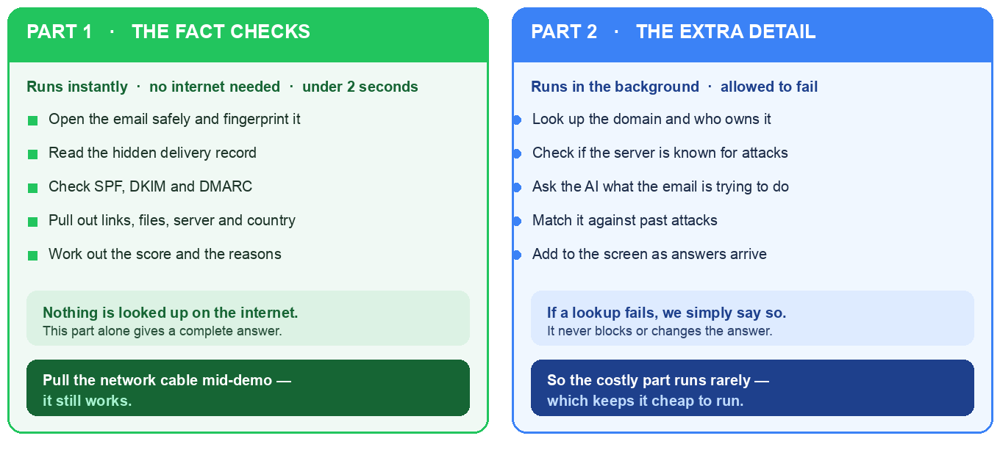 PART 1 · THE FACT CHECKS
Runs instantly · no internet needed · under 2 seconds
Open the email safely and fingerprint it
Read the hidden delivery record
Check SPF, DKIM and DMARC
Pull out links, files, server and country
Work out the score and the reasons
Nothing is looked up on the internet.
This part alone gives a complete answer.
Pull the network cable mid-demo —
it still works.
PART 2 · THE EXTRA DETAIL
Runs in the background · allowed to fail
Look up the domain and who owns it
Check if the server is known for attacks
Ask the AI what the email is trying to do
Match it against past attacks
Add to the screen as answers arrive
If a lookup fails, we simply say so.
It never blocks or changes the answer.
So the costly part runs rarely —
which keeps it cheap to run.